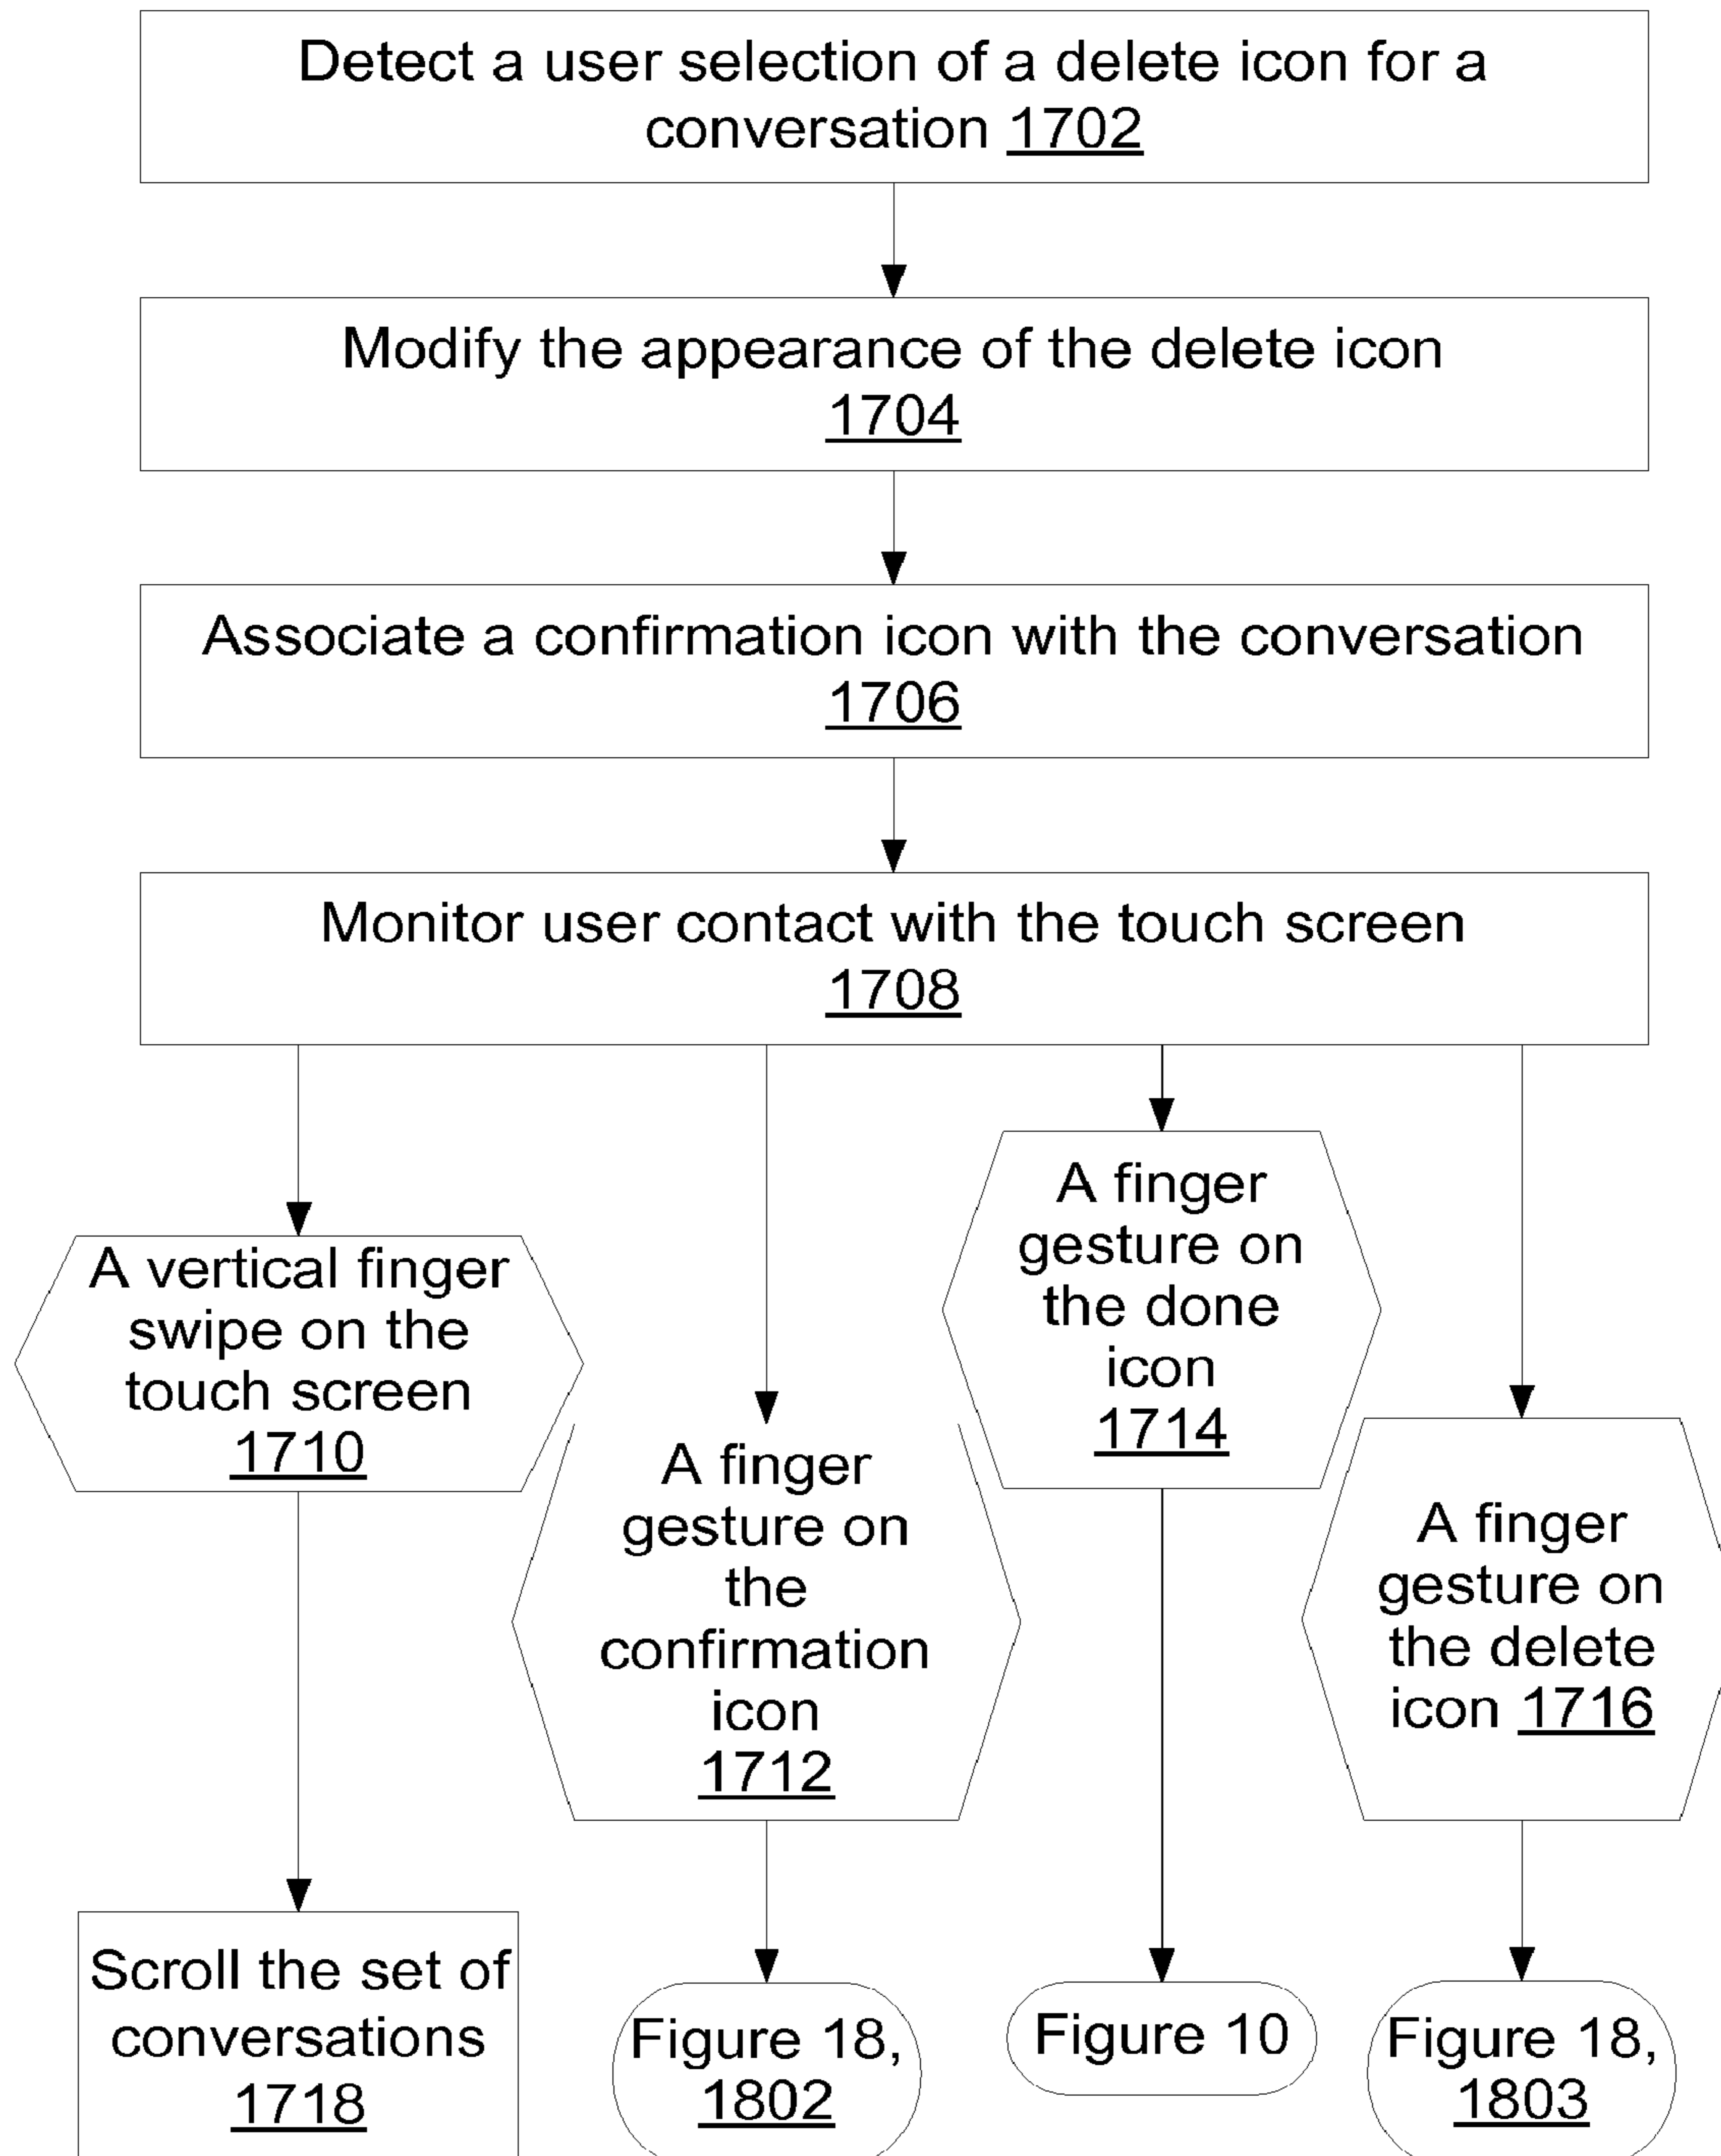 Detect a user selection of a delete icon for a
conversation 1702
Modify the appearance of the delete icon
1704
Associate a confirmation icon with the conversation
1706
Monitor user contact with the touch screen
1708
A vertical finger
swipe on the
touch screen
1710
A finger
gesture on
the
confirmation
icon
1712
A finger
gesture on
the done
icon
1714
A finger
gesture on
the delete
icon 1716
Scroll the set of
conversations
1718
Figure 18,
1802
Figure 10
Figure 18,
1803